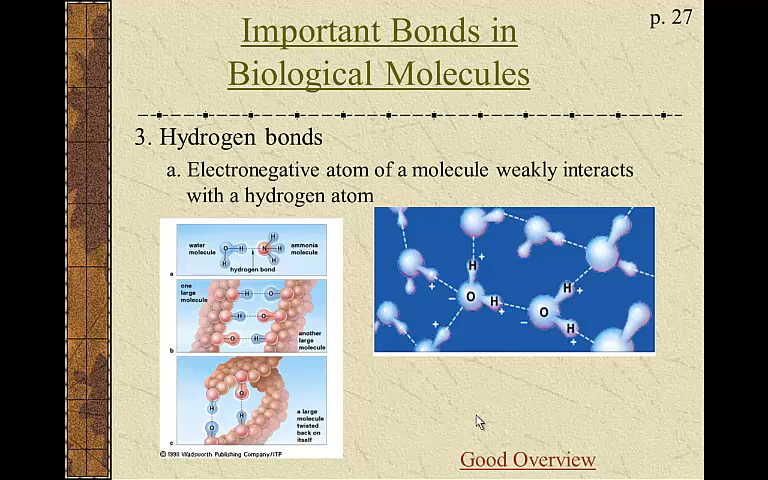 p. 27
Important Bonds in
Biological Molecules
3. Hydrogen bonds
a. Electronegative atom of a molecule weakly interacts
with a hydrogen atom
water
molecule
O
H
H
N
H
H
H
ammonia
molecule
hydrogen bond
a
one
large
molecule
H
O
H
O
O
H
another
large
molecule
b
H
O
O
H
a large
molecule
twisted
back on
itself
c
© 1998 Wadsworth Publishing Company/ITP
H
+
+
O
−
H
+
H
+
O
−
H
+
+
Good Overview